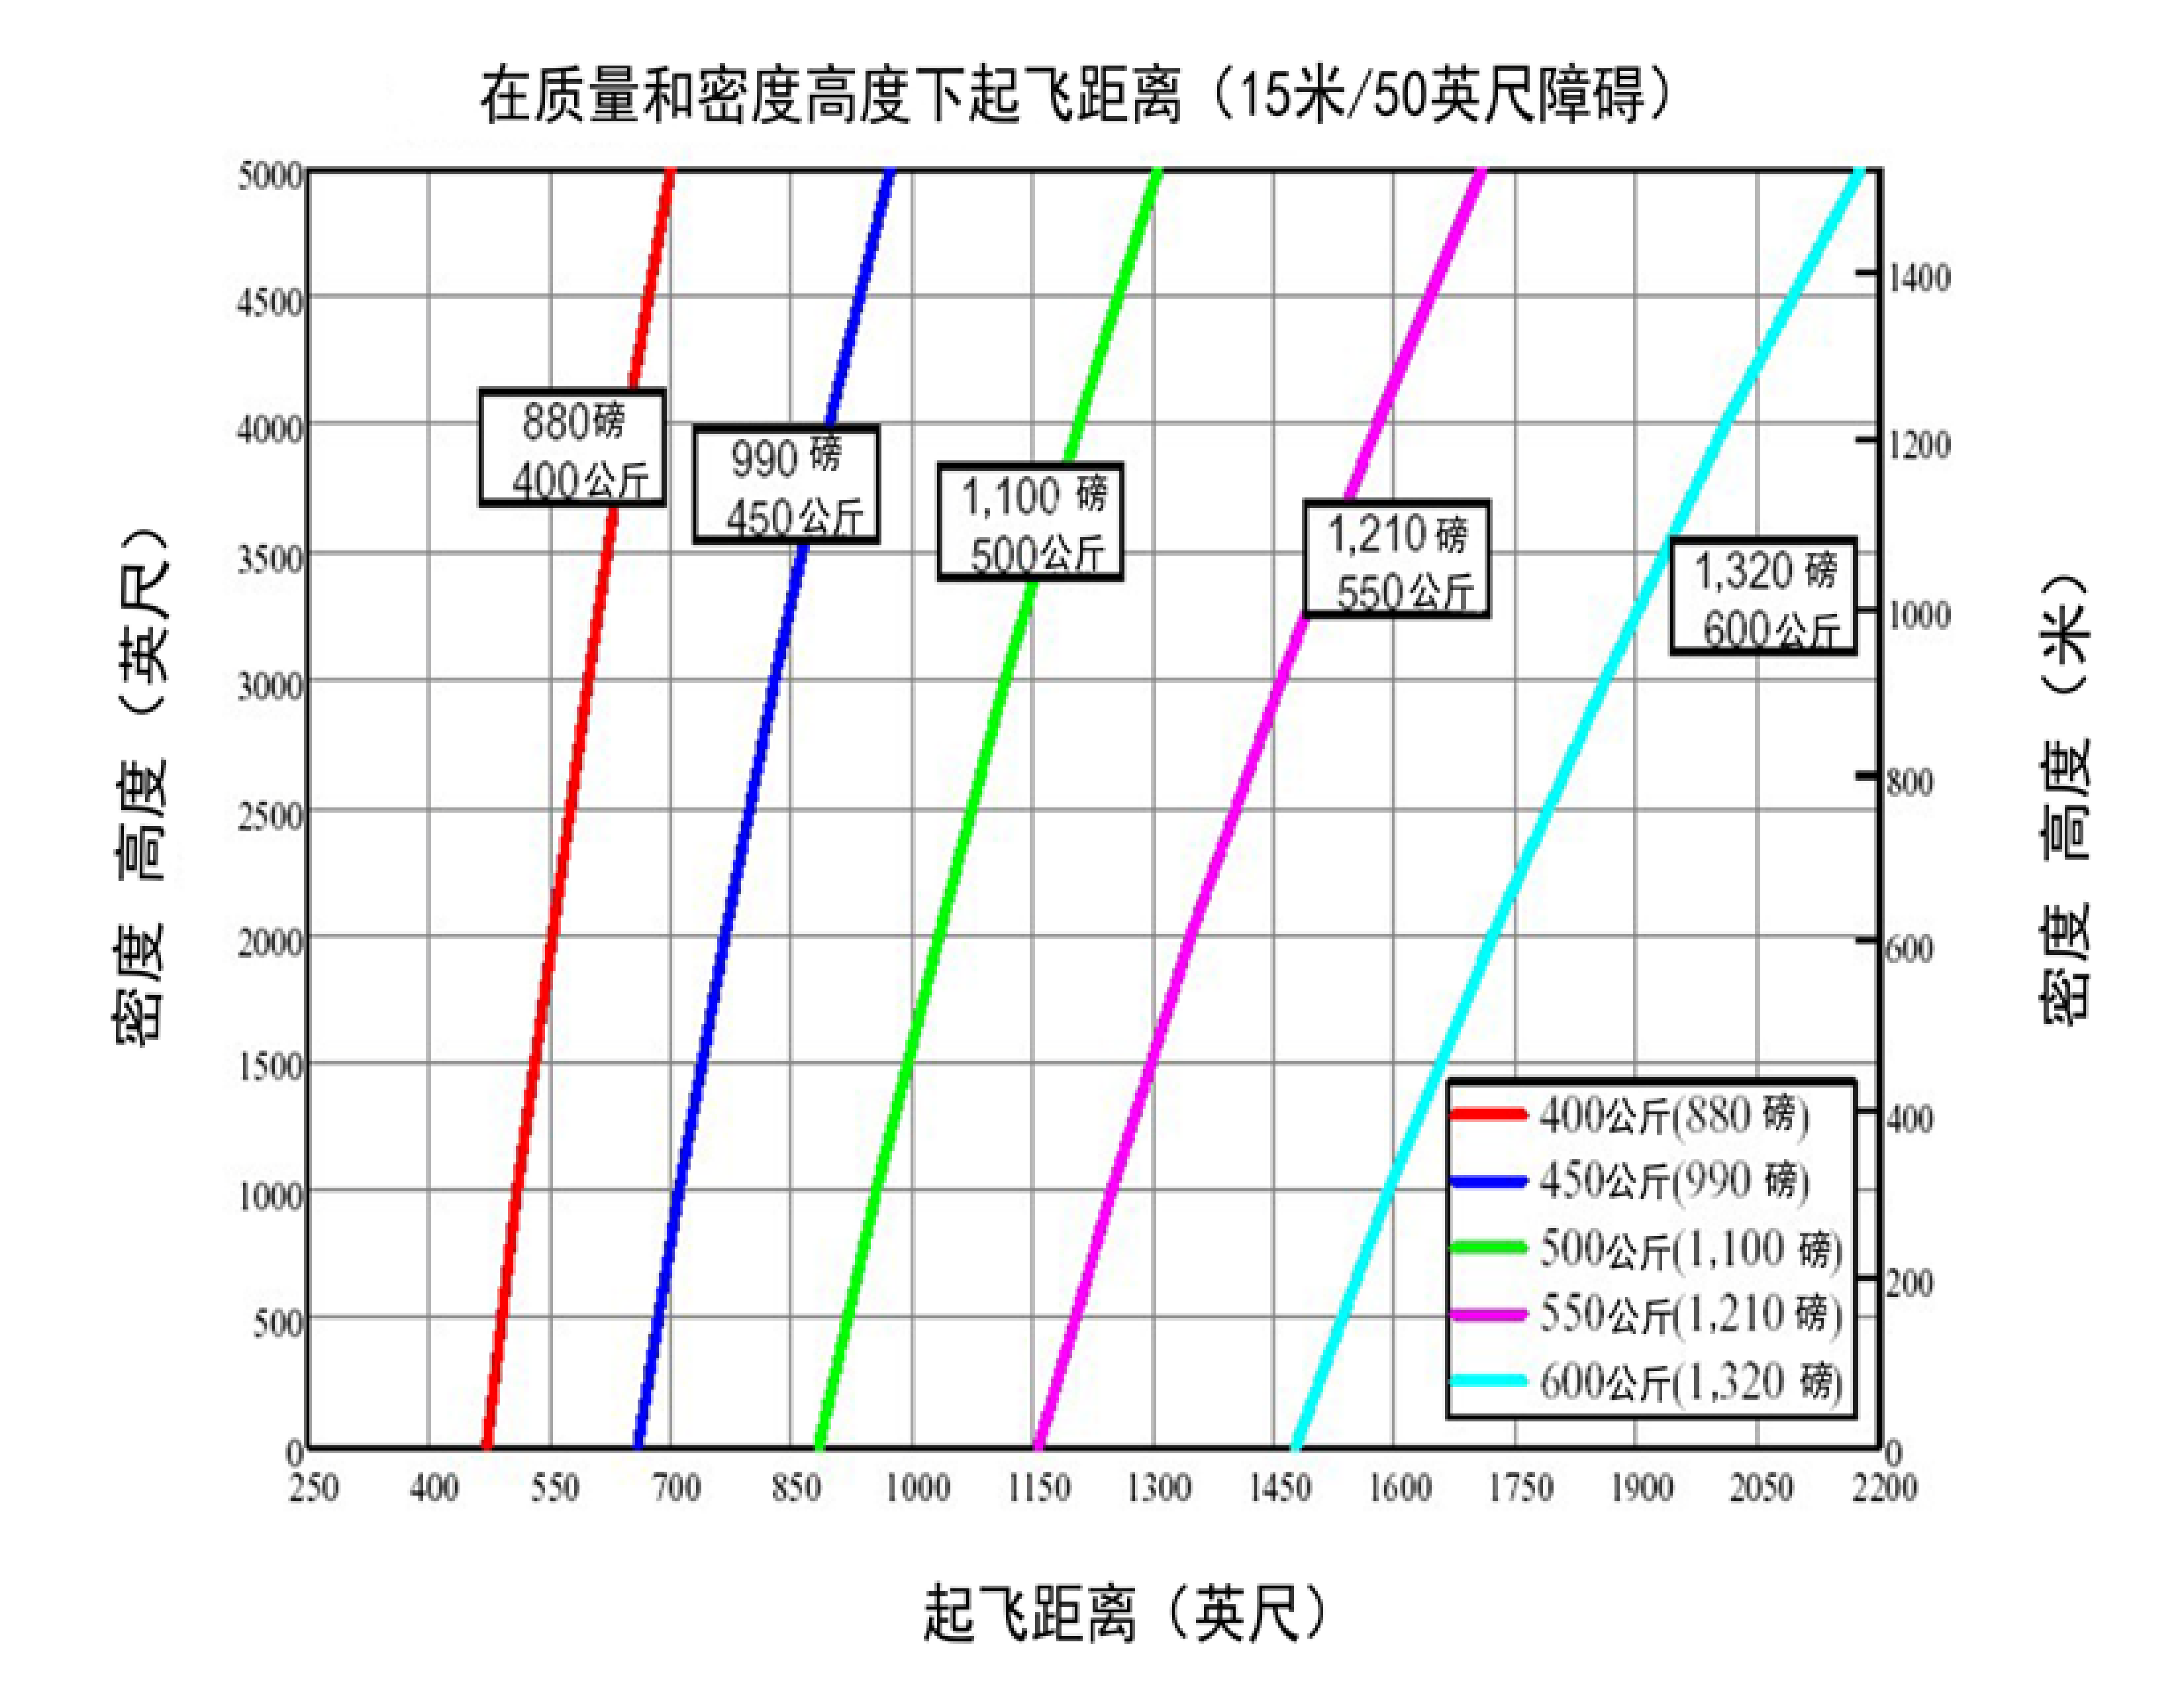 在质量和密度高度下起飞距离（15米/50英尺障碍）
密度 高度（英尺）
5000
4500
4000
3500
3000
2500
2000
1500
1000
500
0
880磅
400公斤
990 磅
450公斤
1,100 磅
500公斤
1,210 磅
550公斤
1,320 磅
600公斤
1400
1200
1000
800
600
400
200
0
密度 高度（米）
400公斤(880 磅)
450公斤(990 磅)
500公斤(1,100 磅)
550公斤(1,210 磅)
600公斤(1,320 磅)
250 400 550 700 850 1000 1150 1300 1450 1600 1750 1900 2050 2200
起飞距离（英尺）